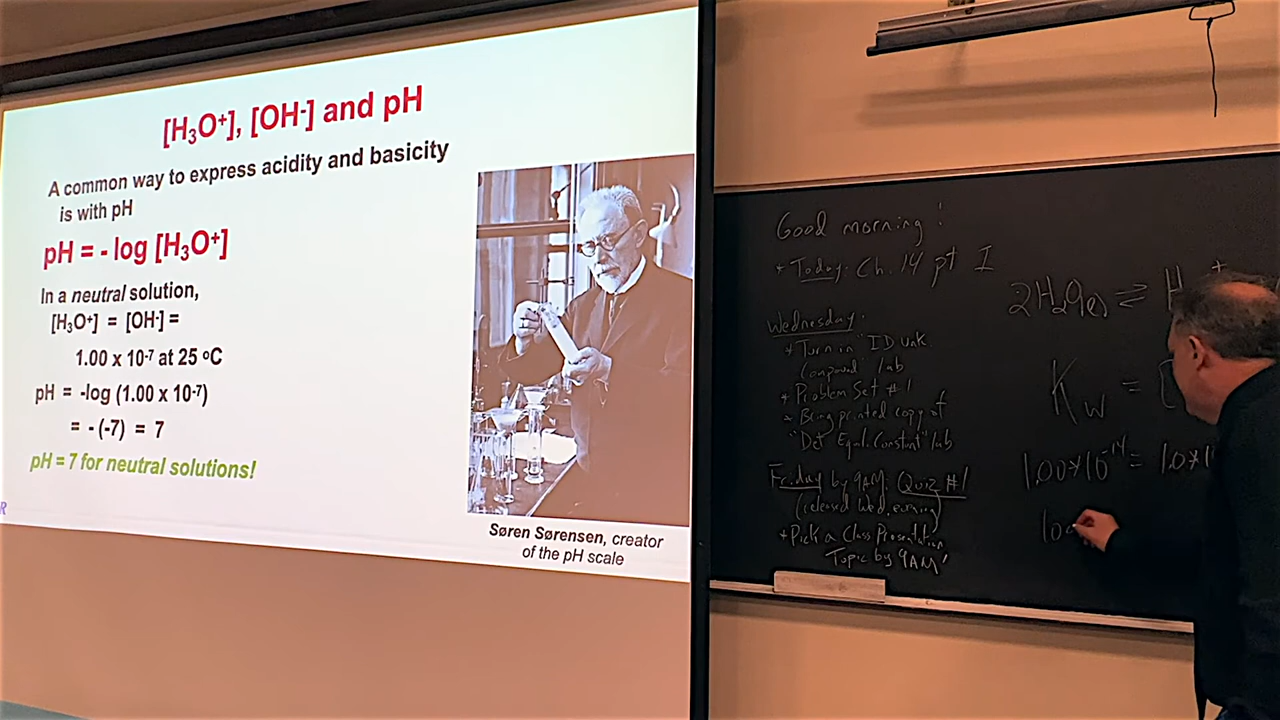 [H₃O⁺], [OH⁻] and pH
A common way to express acidity and basicity
is with pH
pH = - log [H₃O⁺]
In a neutral solution,
[H₃O⁺] = [OH⁻] =
1.00 x 10⁻⁷ at 25 ºC
pH = -log (1.00 x 10⁻⁷)
= - (-7) = 7
pH = 7 for neutral solutions!
R
Søren Sørensen, creator
of the pH scale
Good morning!
* Today: Ch. 14 pt I
Wednesday:
* Turn in "ID unk
compound" lab
* Problem Set #1
* Bring printed copy of
"Det Equil. Constant" lab
Friday by 9AM: Quiz #1
(released Wed. evening)
* Pick a Class Presentation
Topic by 9AM!
2H₂O(l) ⇌ H +
K_w = [
1.00*10⁻¹⁴ = 1.0*1